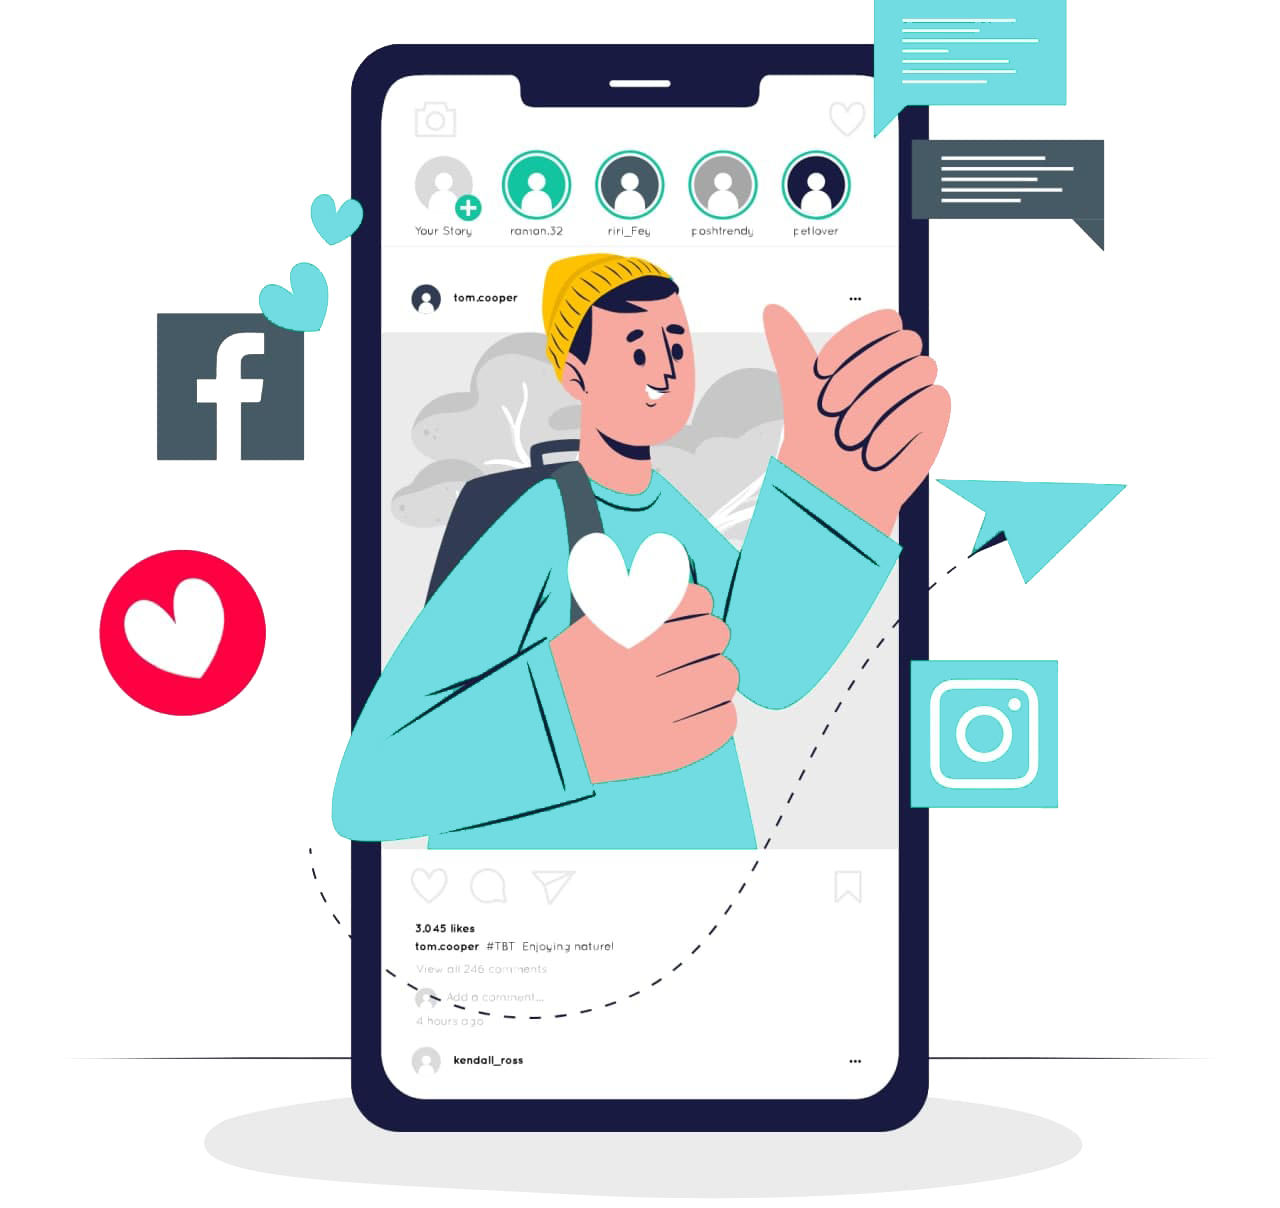 Your Story
raman.32
riri_Fey
poshtrendy
petlover
tom.cooper
3.045 likes
tom.cooper #TBT Enjoying nature!
View all 246 comments
Add a comment...
4 hours ago
kendall_ross